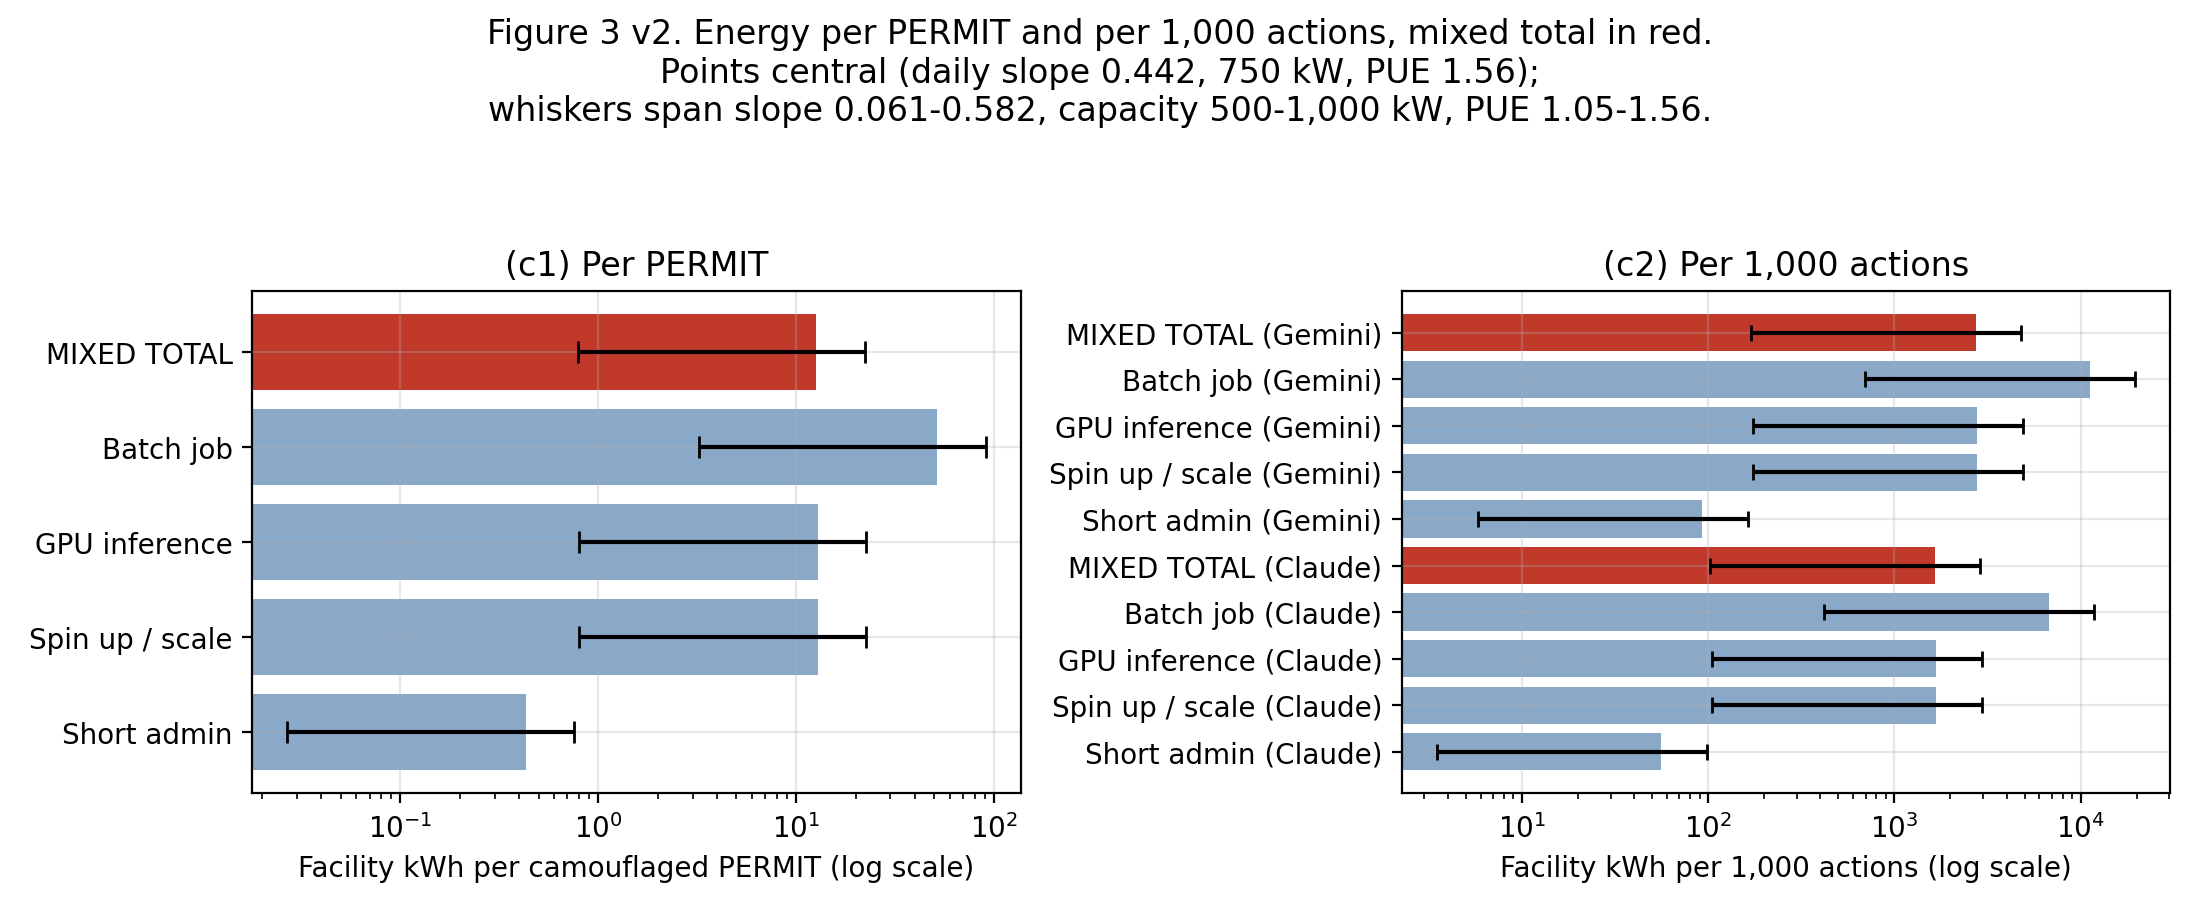 Figure 3 v2. Energy per PERMIT and per 1,000 actions, mixed total in red.
Points central (daily slope 0.442, 750 kW, PUE 1.56);
whiskers span slope 0.061-0.582, capacity 500-1,000 kW, PUE 1.05-1.56.
(c1) Per PERMIT
MIXED TOTAL
Batch job
GPU inference
Spin up / scale
Short admin
10⁻¹
10⁰
10¹
10²
Facility kWh per camouflaged PERMIT (log scale)
(c2) Per 1,000 actions
MIXED TOTAL (Gemini)
Batch job (Gemini)
GPU inference (Gemini)
Spin up / scale (Gemini)
Short admin (Gemini)
MIXED TOTAL (Claude)
Batch job (Claude)
GPU inference (Claude)
Spin up / scale (Claude)
Short admin (Claude)
10¹
10²
10³
10⁴
Facility kWh per 1,000 actions (log scale)